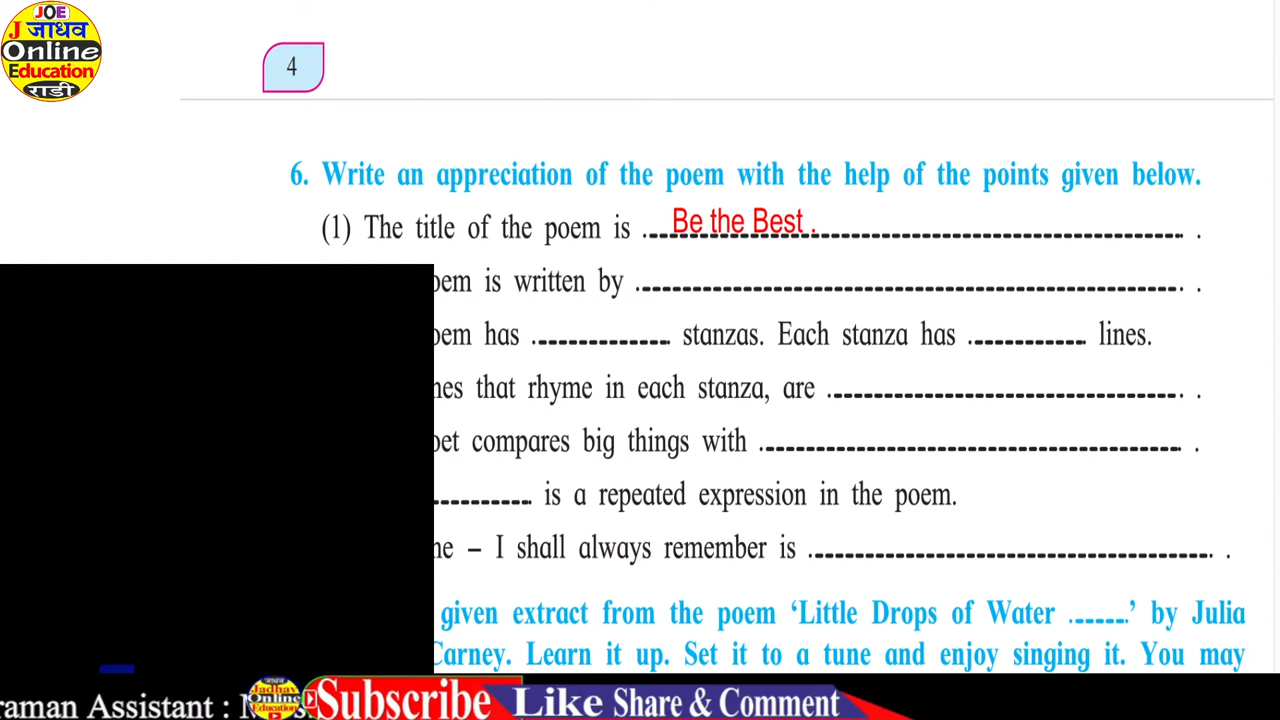 JOE
J जाधव
Online
Education
राडी
4
6. Write an appreciation of the poem with the help of the points given below.
(1) The title of the poem is Be the Best .
oem is written by
oem has stanzas. Each stanza has lines.
nes that rhyme in each stanza, are
oet compares big things with
is a repeated expression in the poem.
ne – I shall always remember is
given extract from the poem ‘Little Drops of Water ......’ by Julia
Carney. Learn it up. Set it to a tune and enjoy singing it. You may
raman Assistant :
जाधव
Jadhav
Online
Education
Subscribe
Like Share & Comment